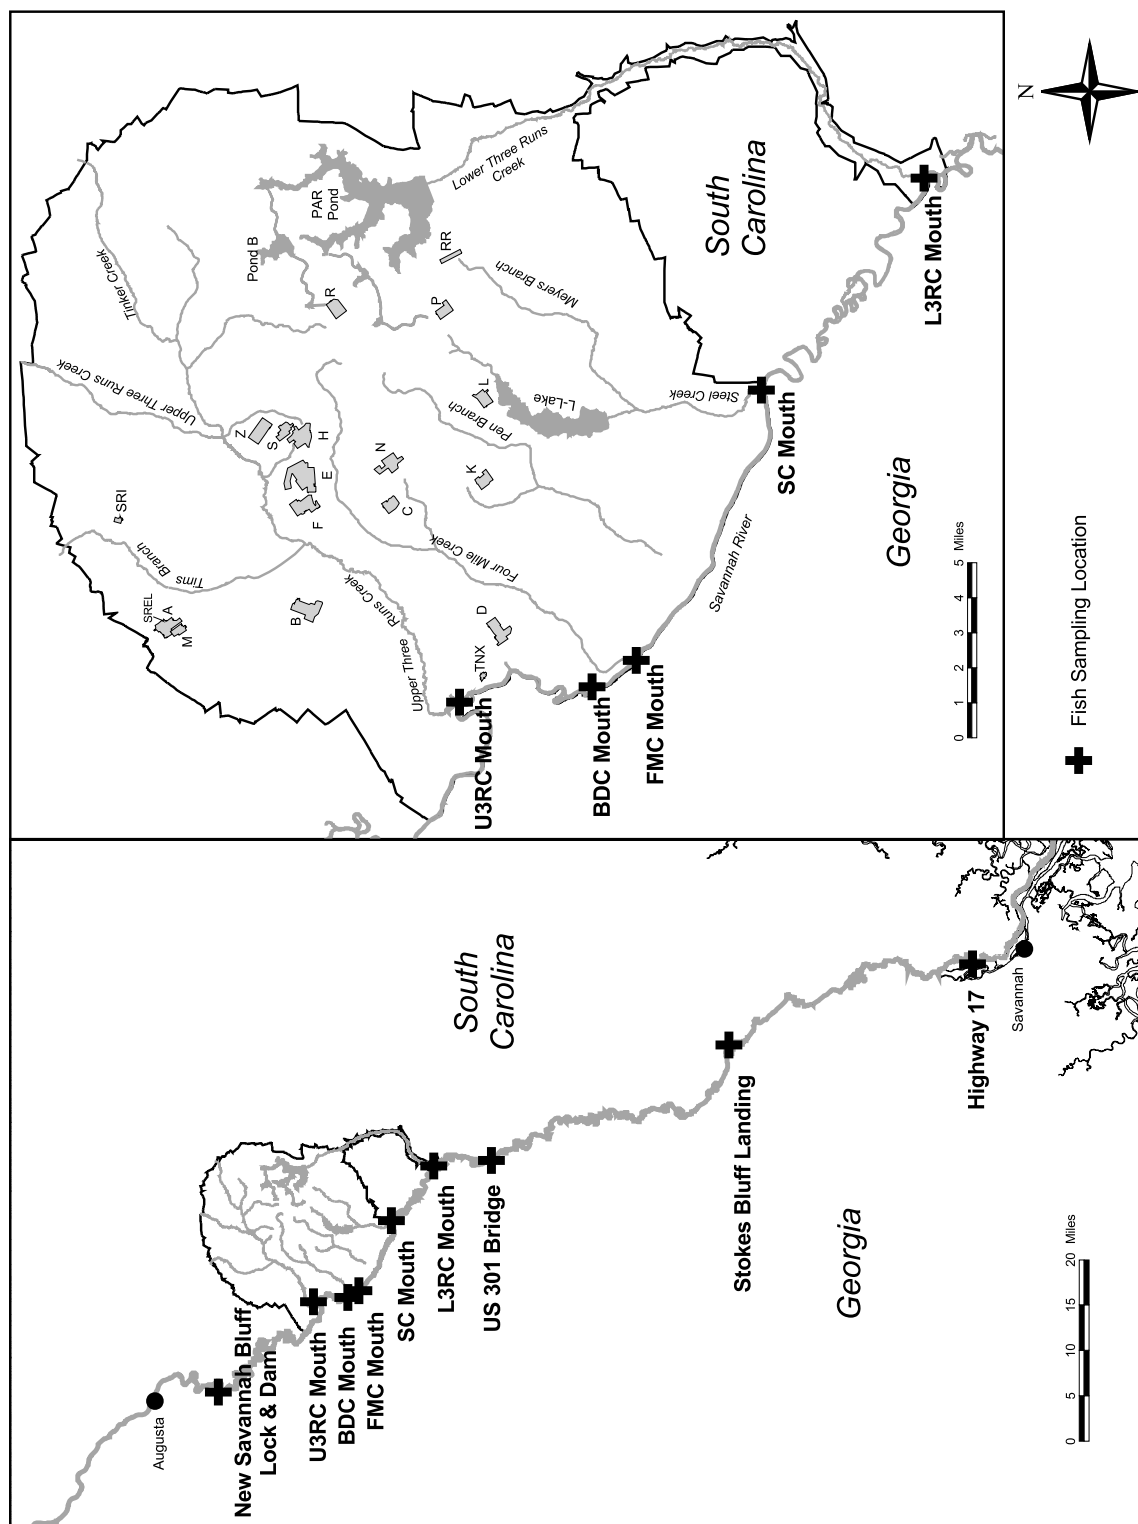 Augusta
New Savannah Bluff
Lock & Dam
U3RC Mouth
BDC Mouth
FMC Mouth
SC Mouth
L3RC Mouth
US 301 Bridge
Stokes Bluff Landing
Highway 17
Savannah
South
Carolina
Georgia
0 5 10 15 20 Miles
Tinker Creek
Upper Three Runs Creek
Tims Branch
SRI
SREL
A
M
Z
S
H
E
F
B
Upper Three Runs Creek
N
C
K
L
L-Lake
Pen Branch
Four Mile Creek
D
TNX
Pond B
PAR
Pond
R
P
RR
Lower Three Runs
Creek
Meyers Branch
Steel Creek
Savannah River
U3RC Mouth
BDC Mouth
FMC Mouth
SC Mouth
L3RC Mouth
South
Carolina
Georgia
0 1 2 3 4 5 Miles
N
Fish Sampling Location